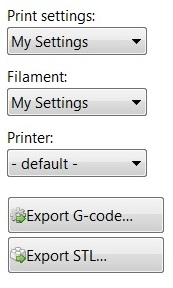 Print settings:
My Settings
Filament:
My Settings
Printer:
- default -
Export G-code...
Export STL...